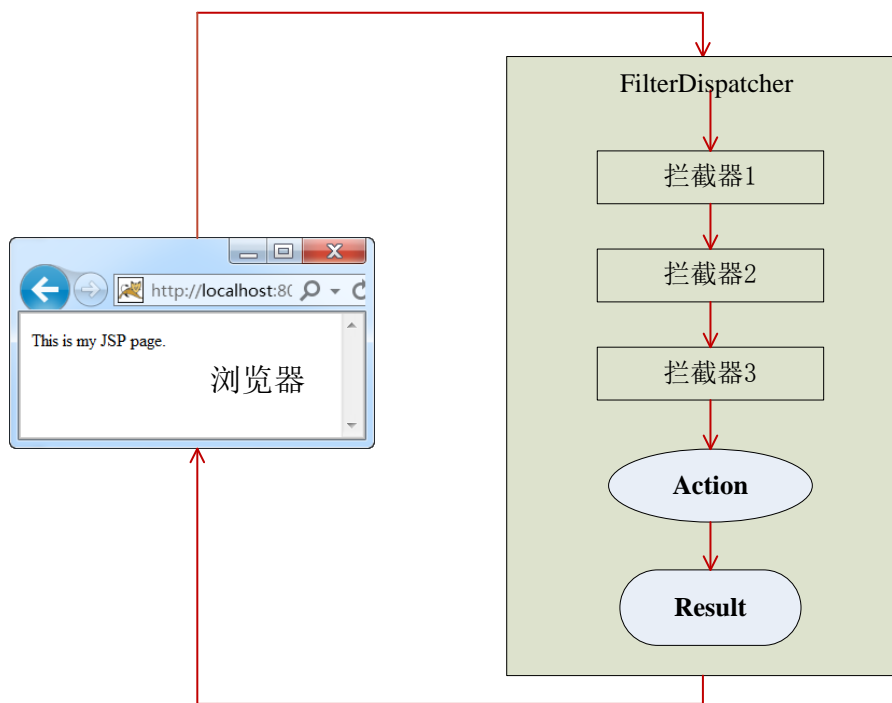 FilterDispatcher
拦截器1
拦截器2
拦截器3
Action
Result
http://localhost:80
This is my JSP page.
浏览器